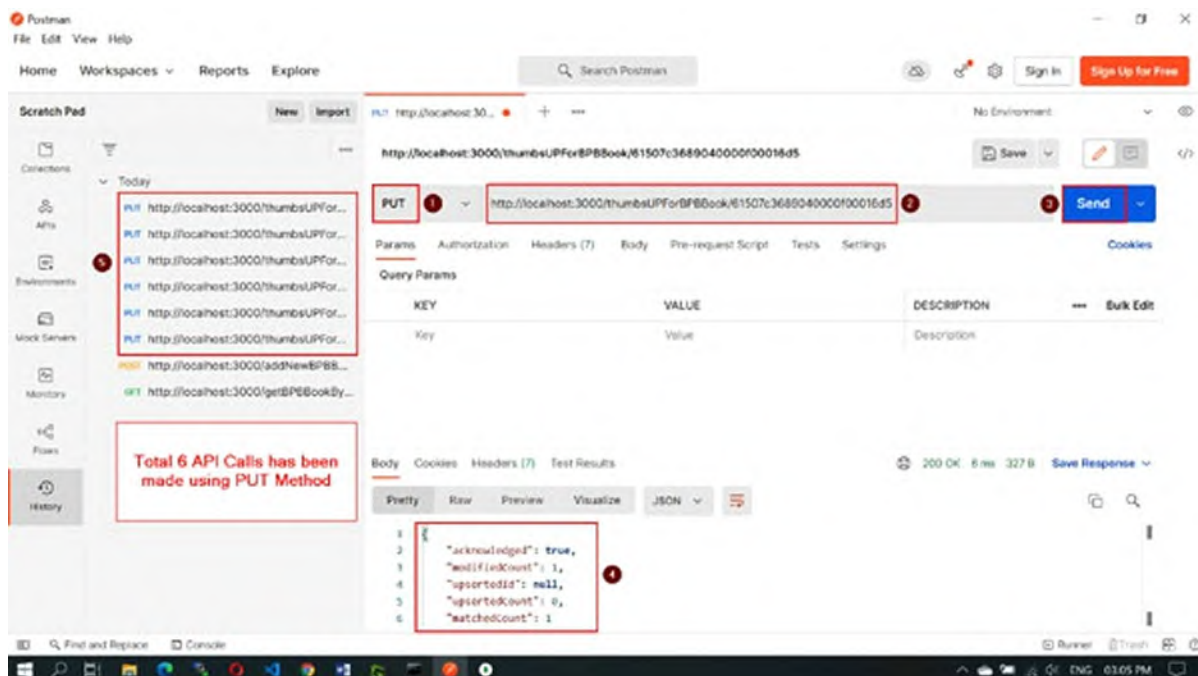 Postman
File Edit View Help
Home Workspaces Reports Explore
Search Postman
Sign In
Sign Up for Free
Scratch Pad
New Import
PUT http://localhost:30...
No Environment
Collections
APIs
Environments
Mock Servers
Monitors
Flows
History
Today
PUT http://localhost:3000/thumbsUPFor...
PUT http://localhost:3000/thumbsUPFor...
PUT http://localhost:3000/thumbsUPFor...
PUT http://localhost:3000/thumbsUPFor...
PUT http://localhost:3000/thumbsUPFor...
PUT http://localhost:3000/thumbsUPFor...
POST http://localhost:3000/addNewBPBB...
GET http://localhost:3000/getBPBBookBy...
5
Total 6 API Calls has been
made using PUT Method
http://localhost:3000/thumbsUPForBPBBook/61507c3689040000f00016d5
Save
PUT 1 http://localhost:3000/thumbsUPForBPBBook/61507c3689040000f00016d5 2 3 Send
Params Authorization Headers (7) Body Pre-request Script Tests Settings Cookies
Query Params
KEY VALUE DESCRIPTION Bulk Edit
Key Value Description
Body Cookies Headers (7) Test Results 200 OK 6 ms 327 B Save Response
Pretty Raw Preview Visualize JSON
1 {
2 "acknowledged": true,
3 "modifiedCount": 1,
4 "upsertedId": null,
5 "upsertedCount": 0,
6 "matchedCount": 1
4
Find and Replace Console Runner Trash
ENG 03:05 PM